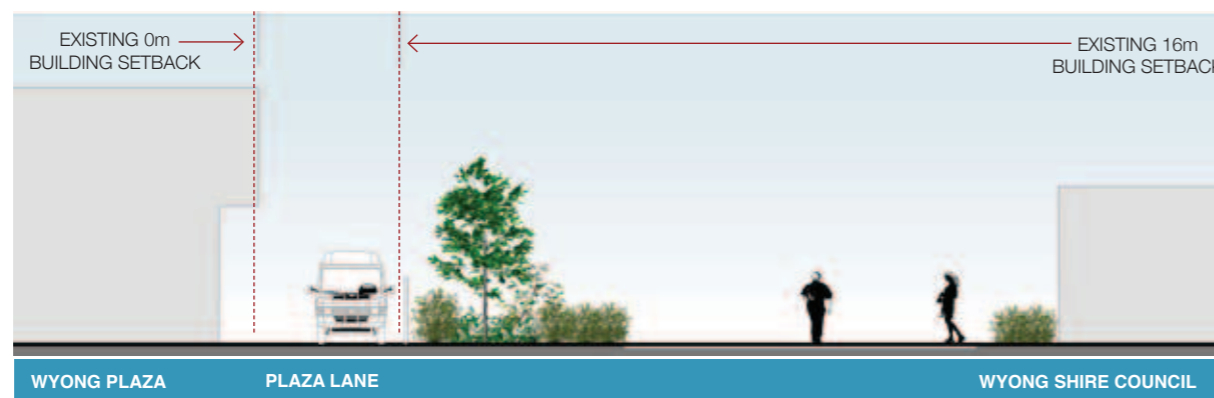 EXISTING 0m
BUILDING SETBACK
EXISTING 16m
BUILDING SETBACK
WYONG PLAZA
PLAZA LANE
WYONG SHIRE COUNCIL